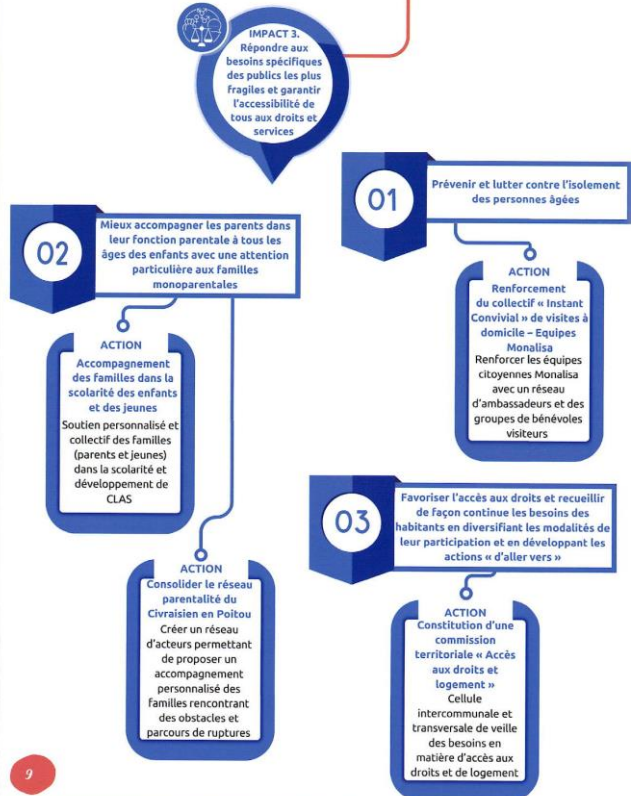 IMPACT 3.
Répondre aux
besoins spécifiques
des publics les plus
fragiles et garantir
l'accessibilité de
tous aux droits et
services
01
Prévenir et lutter contre l'isolement
des personnes âgées
ACTION
Renforcement
du collectif « Instant
Convivial » de visites à
domicile – Equipes
Monalisa
Renforcer les équipes
citoyennes Monalisa
avec un réseau
d'ambassadeurs et des
groupes de bénévoles
visiteurs
02
Mieux accompagner les parents dans
leur fonction parentale à tous les
âges des enfants avec une attention
particulière aux familles
monoparentales
ACTION
Accompagnement
des familles dans la
scolarité des enfants
et des jeunes
Soutien personnalisé et
collectif des familles
(parents et jeunes)
dans la scolarité et
développement de
CLAS
ACTION
Consolider le réseau
parentalité du
Civraisien en Poitou
Créer un réseau
d'acteurs permettant
de proposer un
accompagnement
personnalisé des
familles rencontrant
des obstacles et
parcours de ruptures
03
Favoriser l'accès aux droits et recueillir
de façon continue les besoins des
habitants en diversifiant les modalités de
leur participation et en développant les
actions « d'aller vers »
ACTION
Constitution d'une
commission
territoriale « Accès
aux droits et
logement »
Cellule
intercommunale et
transversale de veille
des besoins en
matière d'accès aux
droits et de logement
9